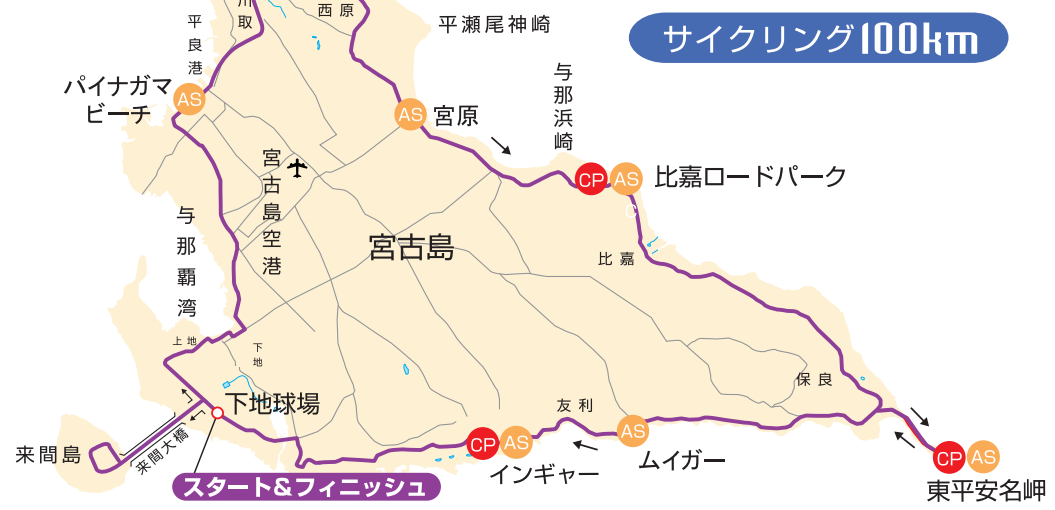 川取
西原
平瀬尾神崎
サイクリング100km
平良港
パイナガマ
ビーチ
AS
AS
宮原
与那浜崎
CP
AS
比嘉ロードパーク
宮古島空港
与那覇湾
宮古島
比嘉
上地
下地
保良
下地球場
友利
来間島
来間大橋
CP
AS
インギャー
AS
ムイガー
CP
AS
東平安名岬
スタート&フィニッシュ